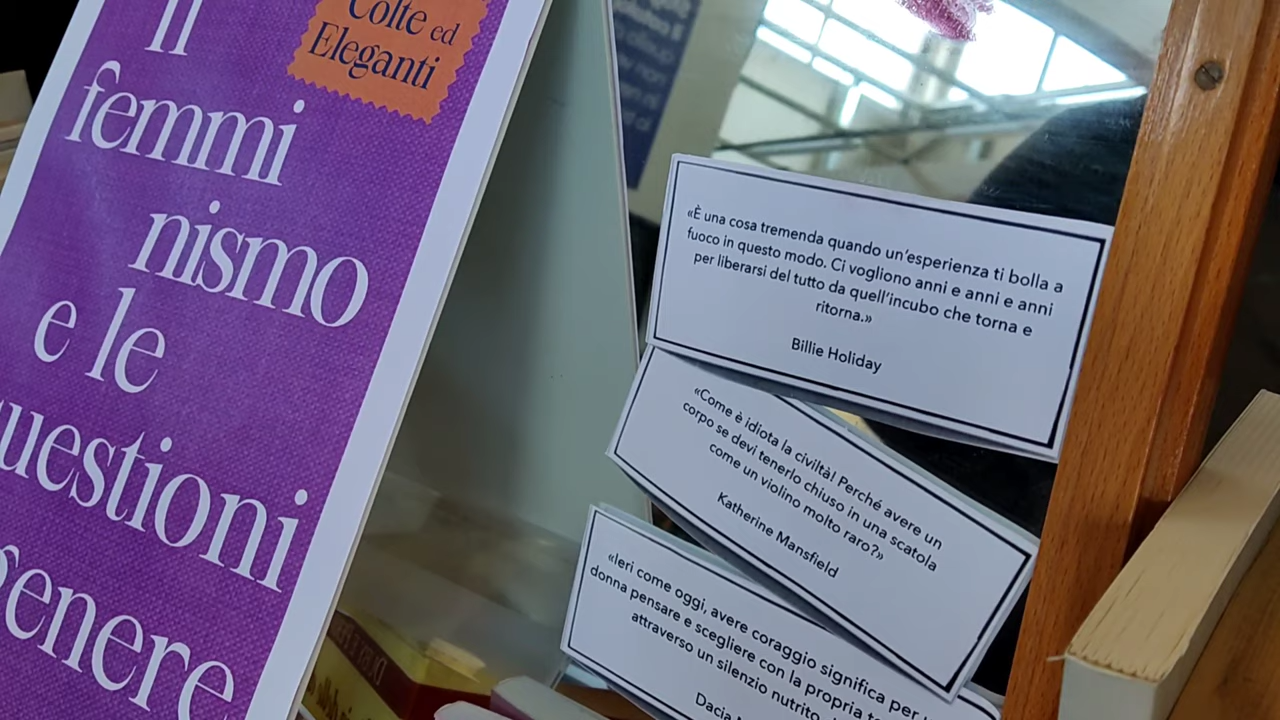 Il
femmi
nismo
e le
questioni
genere
Colte ed
Eleganti
«È una cosa tremenda quando un'esperienza ti bolla a
fuoco in questo modo. Ci vogliono anni e anni e anni
per liberarsi del tutto da quell'incubo che torna e
ritorna.»
Billie Holiday
«Come è idiota la civiltà! Perché avere un
corpo se devi tenerlo chiuso in una scatola
come un violino molto raro?»
Katherine Mansfield
«Ieri come oggi, avere coraggio significa per
donna pensare e scegliere con la propria
attraverso un silenzio nutrito
Dacia